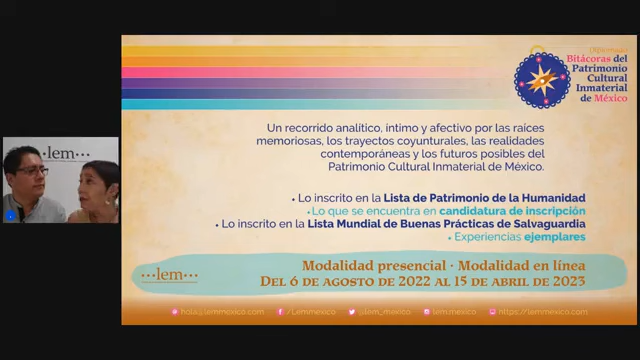 Diplomado
Bitácoras del
Patrimonio
Cultural
Inmaterial
de México
Un recorrido analítico, íntimo y afectivo por las raíces
memoriosas, los trayectos coyunturales, las realidades
contemporáneas y los futuros posibles del
Patrimonio Cultural Inmaterial de México.
• Lo inscrito en la Lista de Patrimonio de la Humanidad
• Lo que se encuentra en candidatura de inscripción
• Lo inscrito en la Lista Mundial de Buenas Prácticas de Salvaguardia
• Experiencias ejemplares
•••lem•••
Modalidad presencial · Modalidad en línea
Del 6 de agosto de 2022 al 15 de abril de 2023
•lem•••
hola@lemmexico.com
/Lemmexico
@lem_mexico
lem.mexico
https://lemmexico.com